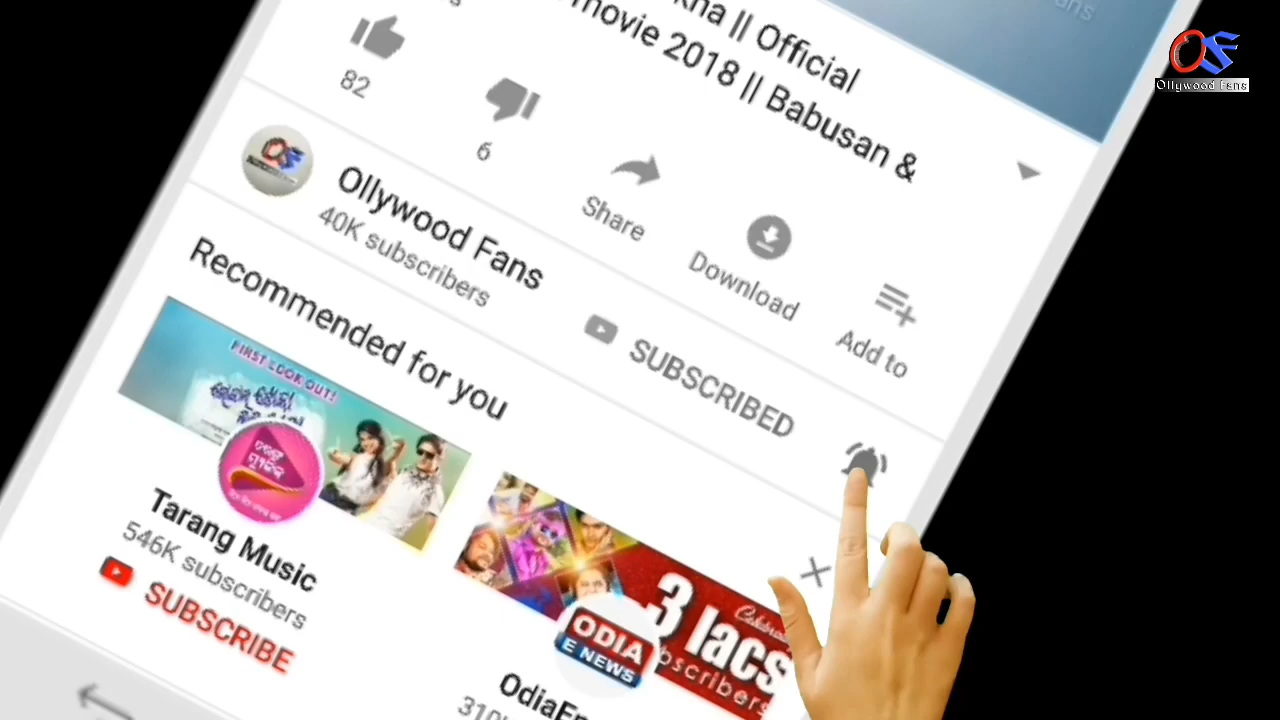 kha || Official
movie 2018 || Babusan &
82
6
Share
Download
Add to
Ollywood Fans
40K subscribers
SUBSCRIBED
Recommended for you
FIRST LOOK OUT!
Tarang Music
546K subscribers
SUBSCRIBE
3 lacs
ODIA
E NEWS
OSF
Ollywood Fans